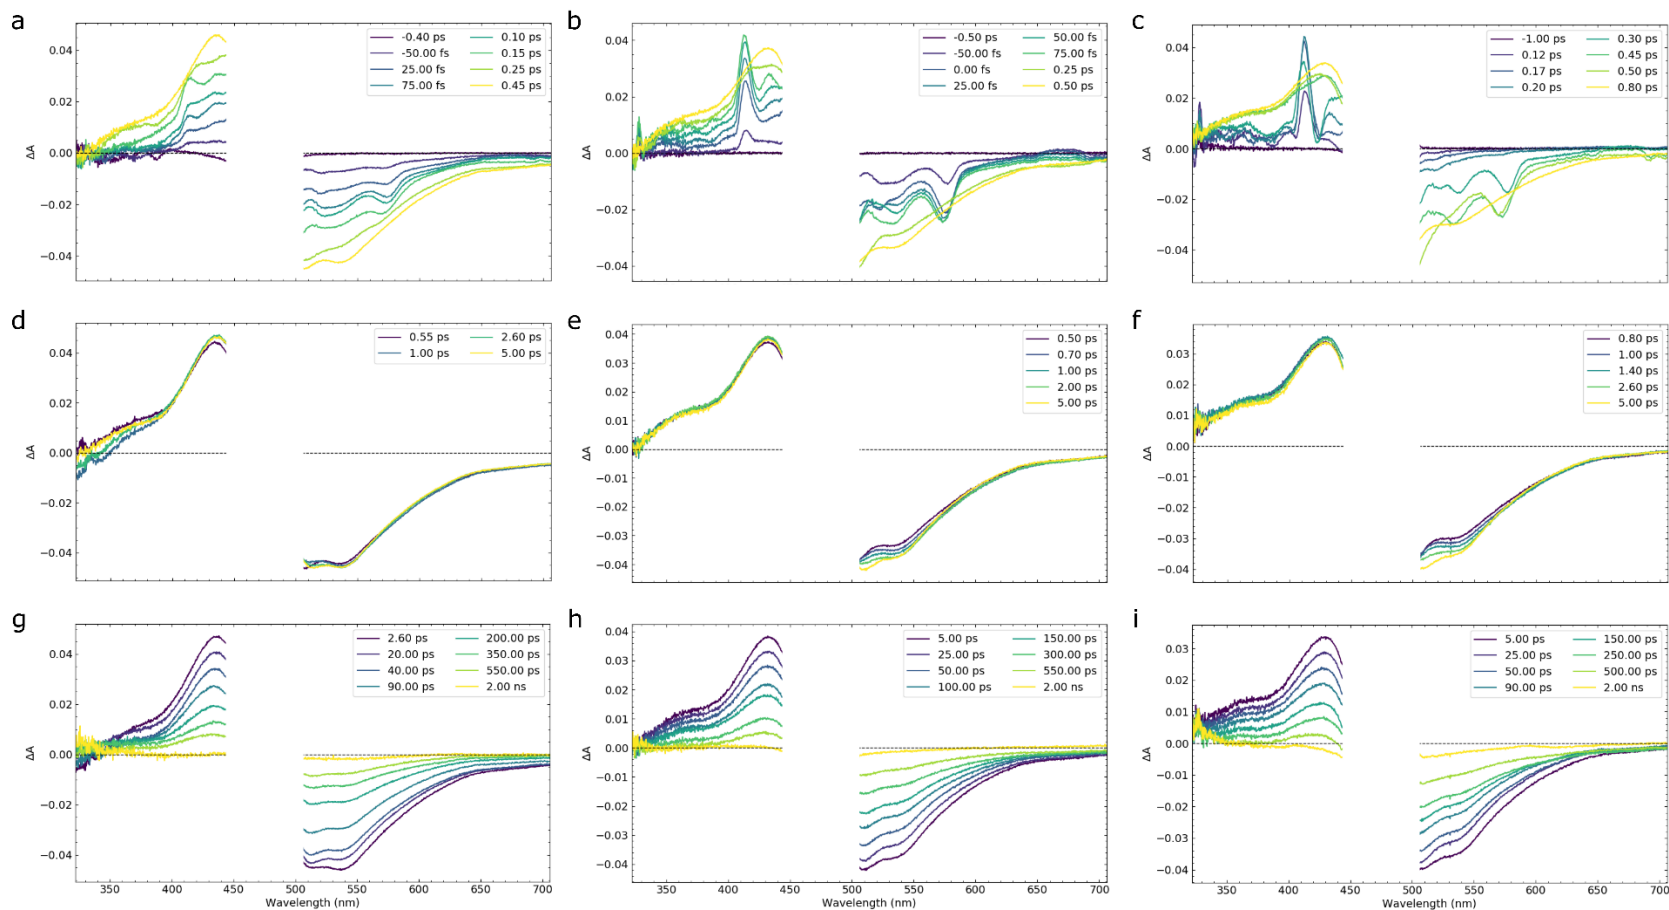 a
b
c
-0.40 ps
-50.00 fs
25.00 fs
75.00 fs
0.10 ps
0.15 ps
0.25 ps
0.45 ps
-0.50 ps
-50.00 fs
0.00 fs
25.00 fs
50.00 fs
75.00 fs
0.25 ps
0.50 ps
-1.00 ps
0.12 ps
0.17 ps
0.20 ps
0.30 ps
0.45 ps
0.50 ps
0.80 ps
0.04
0.02
0.00
−0.02
−0.04
ΔA
0.04
0.02
0.00
−0.02
−0.04
ΔA
0.04
0.02
0.00
−0.02
−0.04
ΔA
d
e
f
0.55 ps
1.00 ps
2.60 ps
5.00 ps
0.50 ps
0.70 ps
1.00 ps
2.00 ps
5.00 ps
0.80 ps
1.00 ps
1.40 ps
2.60 ps
5.00 ps
0.04
0.02
0.00
−0.02
−0.04
ΔA
0.04
0.03
0.02
0.01
0.00
−0.01
−0.02
−0.03
−0.04
ΔA
0.03
0.02
0.01
0.00
−0.01
−0.02
−0.03
−0.04
ΔA
g
h
i
2.60 ps
20.00 ps
40.00 ps
90.00 ps
200.00 ps
350.00 ps
550.00 ps
2.00 ns
5.00 ps
25.00 ps
50.00 ps
100.00 ps
150.00 ps
300.00 ps
550.00 ps
2.00 ns
5.00 ps
25.00 ps
50.00 ps
90.00 ps
150.00 ps
250.00 ps
500.00 ps
2.00 ns
0.04
0.02
0.00
−0.02
−0.04
ΔA
0.04
0.03
0.02
0.01
0.00
−0.01
−0.02
−0.03
−0.04
ΔA
0.03
0.02
0.01
0.00
−0.01
−0.02
−0.03
−0.04
ΔA
350 400 450 500 550 600 650 700
350 400 450 500 550 600 650 700
350 400 450 500 550 600 650 700
Wavelength (nm)
Wavelength (nm)
Wavelength (nm)